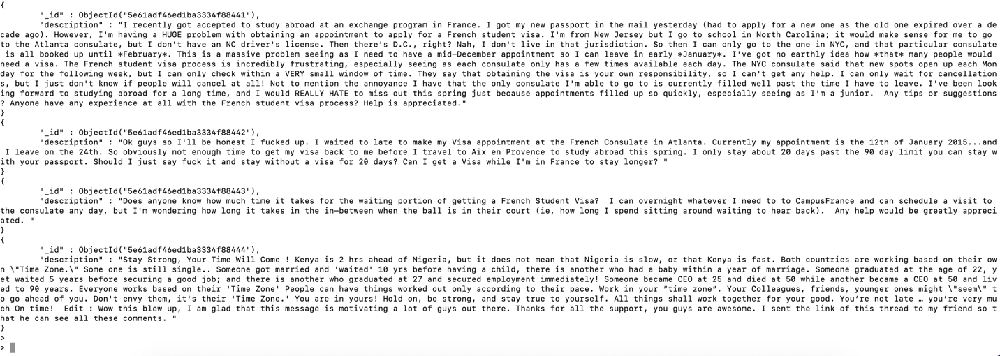 {
        "_id" : ObjectId("5e61adf46ed1ba3334f88441"),
        "description" : "I recently got accepted to study abroad at an exchange program in France. I got my new passport in the mail yesterday (had to apply for a new one as the old one expired over a de
cade ago). However, I'm having a HUGE problem with obtaining an appointment to apply for a French student visa. I'm from New Jersey but I go to school in North Carolina; it would make sense for me to go
to the Atlanta consulate, but I don't have an NC driver's license. Then there's D.C., right? Nah, I don't live in that jurisdiction. So then I can only go to the one in NYC, and that particular consulate
 is all booked up until *February*. This is a massive problem seeing as I need to have a mid-December appointment so I can leave in early *January*. I've got no earthly idea how *that* many people would
need a visa. The French student visa process is incredibly frustrating, especially seeing as each consulate only has a few times available each day. The NYC consulate said that new spots open up each Mon
day for the following week, but I can only check within a VERY small window of time. They say that obtaining the visa is your own responsibility, so I can't get any help. I can only wait for cancellation
s, but I just don't know if people will cancel at all! Not to mention the annoyance I have that the only consulate I'm able to go to is currently filled well past the time I have to leave. I've been look
ing forward to studying abroad for a long time, and I would REALLY HATE to miss out this spring just because appointments filled up so quickly, especially seeing as I'm a junior.  Any tips or suggestions
? Anyone have any experience at all with the French student visa process? Help is appreciated."
}
{
        "_id" : ObjectId("5e61adf46ed1ba3334f88442"),
        "description" : "Ok guys so I'll be honest I fucked up. I waited to late to make my Visa appointment at the French Consulate in Atlanta. Currently my appointment is the 12th of January 2015...and
 I leave on the 24th. So obviously not enough time to get my visa back to me before I travel to Aix en Provence to study abroad this spring. I only stay about 20 days past the 90 day limit you can stay w
ith your passport. Should I just say fuck it and stay without a visa for 20 days? Can I get a Visa while I'm in France to stay longer? "
}
{
        "_id" : ObjectId("5e61adf46ed1ba3334f88443"),
        "description" : "Does anyone know how much time it takes for the waiting portion of getting a French Student Visa?  I can overnight whatever I need to to CampusFrance and can schedule a visit to
the consulate any day, but I'm wondering how long it takes in the in-between when the ball is in their court (ie, how long I spend sitting around waiting to hear back).  Any help would be greatly appreci
ated. "
}
{
        "_id" : ObjectId("5e61adf46ed1ba3334f88444"),
        "description" : "Stay Strong, Your Time Will Come ! Kenya is 2 hrs ahead of Nigeria, but it does not mean that Nigeria is slow, or that Kenya is fast. Both countries are working based on their ow
n \"Time Zone.\" Some one is still single.. Someone got married and 'waited' 10 yrs before having a child, there is another who had a baby within a year of marriage. Someone graduated at the age of 22, y
et waited 5 years before securing a good job; and there is another who graduated at 27 and secured employment immediately! Someone became CEO at 25 and died at 50 while another became a CEO at 50 and liv
ed to 90 years. Everyone works based on their 'Time Zone' People can have things worked out only according to their pace. Work in your “time zone”. Your Colleagues, friends, younger ones might \"seem\" t
o go ahead of you. Don't envy them, it's their 'Time Zone.' You are in yours! Hold on, be strong, and stay true to yourself. All things shall work together for your good. You’re not late … you’re very mu
ch On time!  Edit : Wow this blew up, I am glad that this message is motivating a lot of guys out there. Thanks for all the support, you guys are awesome. I sent the link of this thread to my friend so t
hat he can see all these comments. "
}
>
>